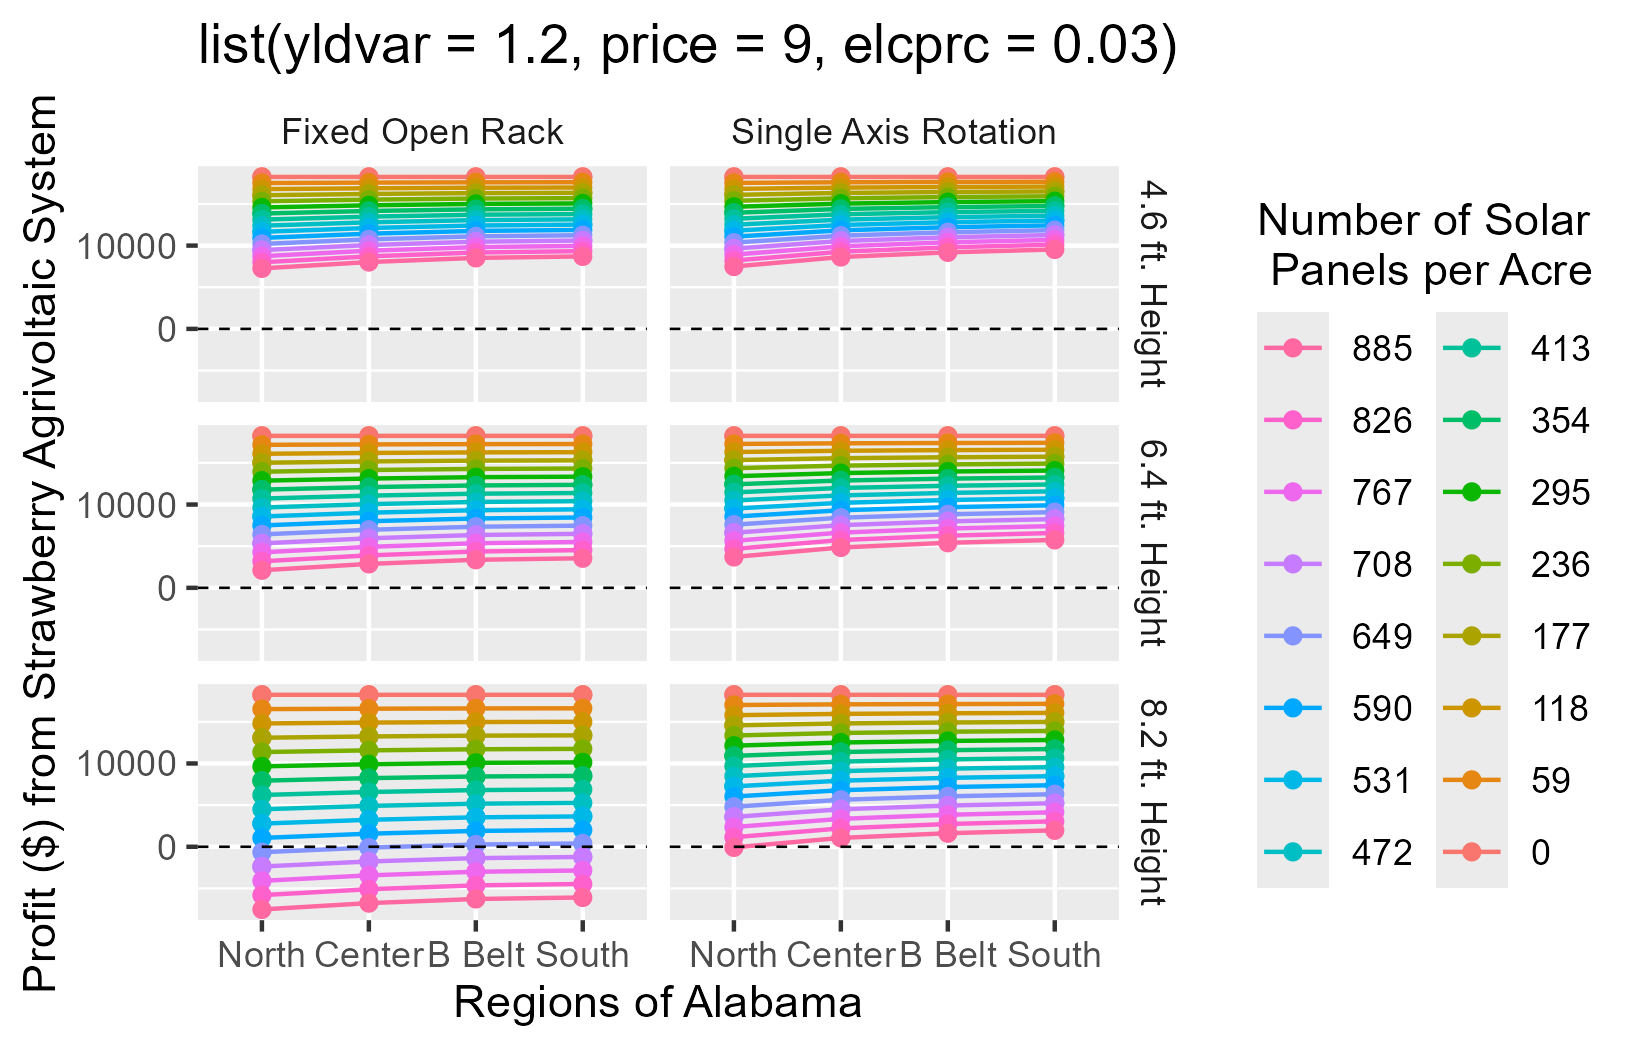 list(yldvar = 1.2, price = 9, elcprc = 0.03)
Profit ($) from Strawberry Agrivoltaic System
Fixed Open Rack
Single Axis Rotation
10000
0
4.6 ft. Height
10000
0
6.4 ft. Height
10000
0
8.2 ft. Height
North Center B Belt South
North Center B Belt South
Regions of Alabama
Number of Solar
Panels per Acre
885
826
767
708
649
590
531
472
413
354
295
236
177
118
59
0